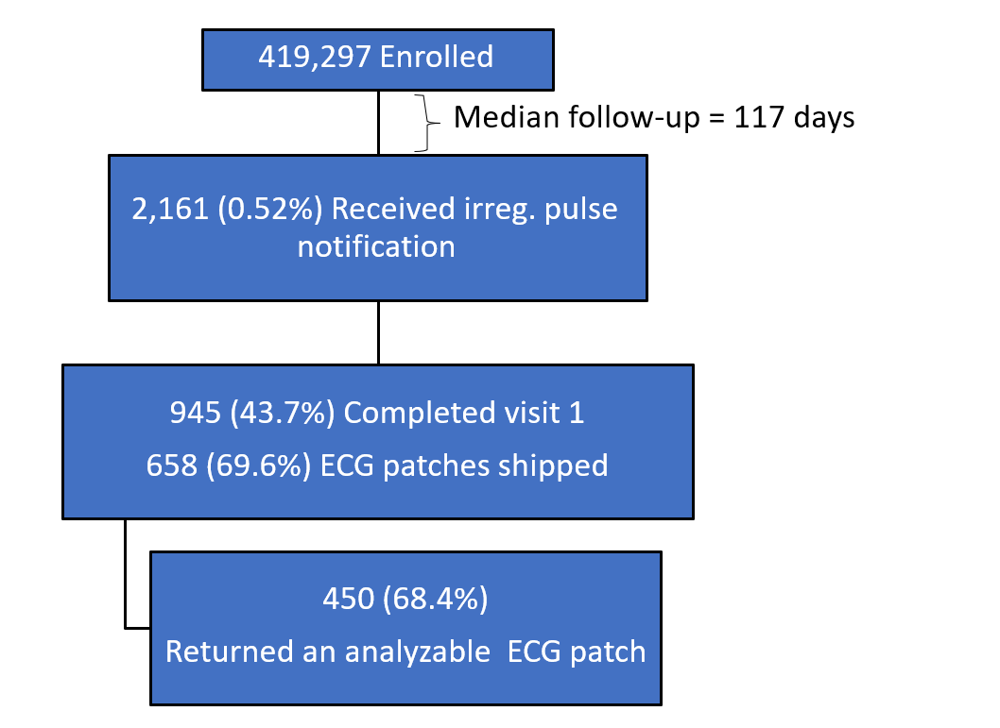 419,297 Enrolled
Median follow-up = 117 days
2,161 (0.52%) Received irreg. pulse
notification
945 (43.7%) Completed visit 1
658 (69.6%) ECG patches shipped
450 (68.4%)
Returned an analyzable  ECG patch